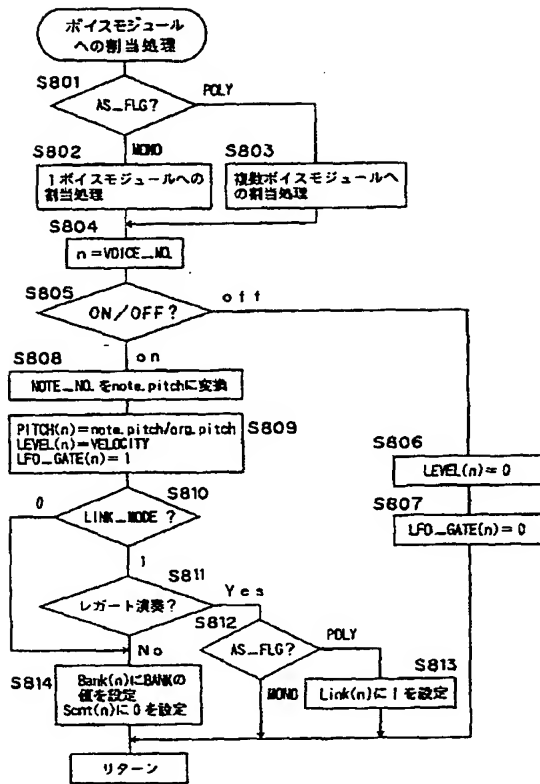 ボイスモジュール
への割当処理
S801
AS_FLG?
POLY
MONO
S802
1ボイスモジュールへの
割当処理
S803
複数ボイスモジュールへ
の割当処理
S804
n=VOICE_NO.
S805
ON/OFF?
off
on
S808
NOTE_NO.をnote.pitchに変換
PITCH(n)=note.pitch/org.pitch
LEVEL(n)=VELOCITY
LFO_GATE(n)=1
S809
S806
LEVEL(n)=0
S807
LFO_GATE(n)=0
S810
LINK_MODE?
0
1
S811
レガート演奏?
Yes
No
S812
AS_FLG?
POLY
MONO
S813
Link(n)に1を設定
S814
Bank(n)にBANKの
値を設定
Scnt(n)に0を設定
リターン